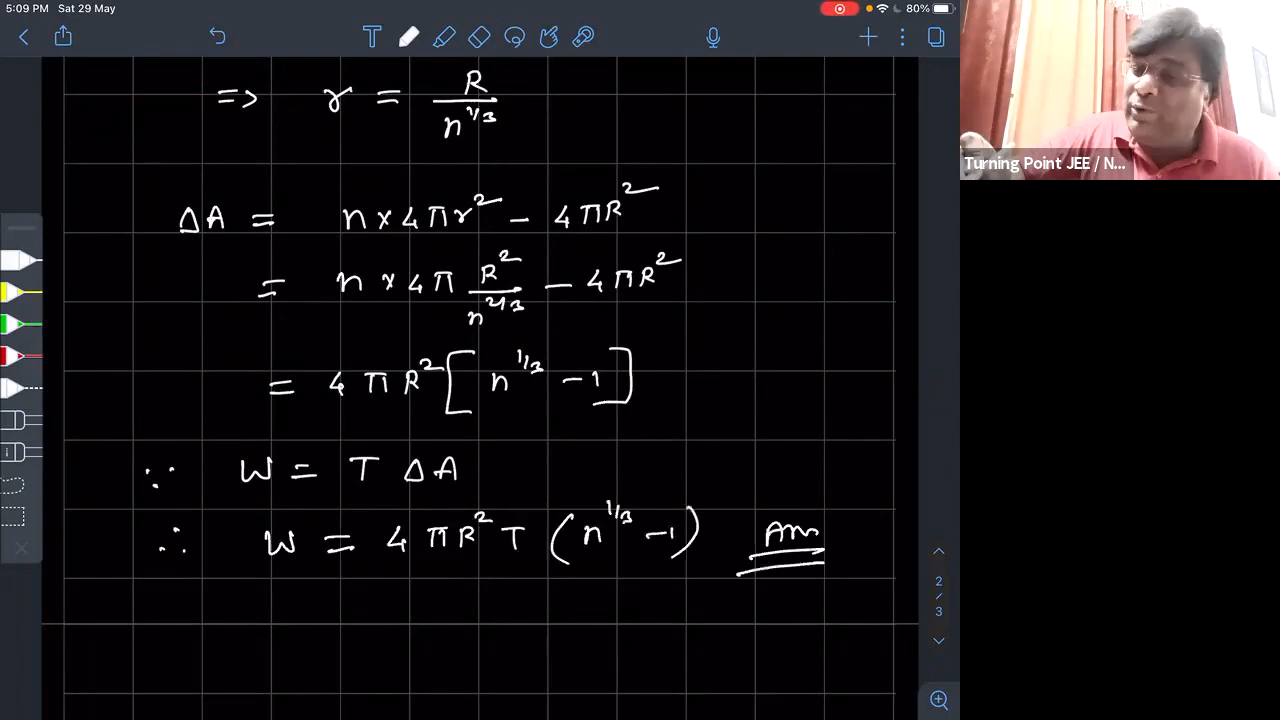 5:09 PM Sat 29 May
80%
=> r = R / n^1/3
ΔA = n × 4πr² − 4πR²
= n × 4π R² / n^2/3 − 4πR²
= 4πR² [ n^1/3 − 1 ]
∵ W = T ΔA
∴ W = 4πR² T (n^1/3 − 1) Ans
Turning Point JEE / N...
2
/
3